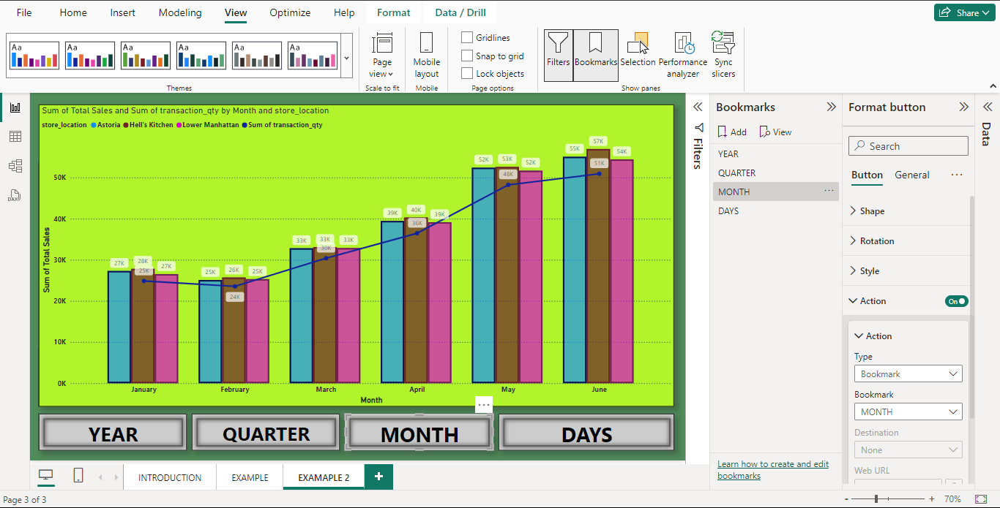 File Home Insert Modeling View Optimize Help Format Data / Drill Share
Aa Aa Aa Aa Aa Aa
Page view
Mobile layout
Gridlines
Snap to grid
Lock objects
Filters
Bookmarks
Selection
Performance analyzer
Sync slicers
Themes Scale to fit Mobile Page options Show panes
Sum of Total Sales and Sum of transaction_qty by Month and store_location
store_location Astoria Hell's Kitchen Lower Manhattan Sum of transaction_qty
Sum of Total Sales
50K
40K
30K
20K
10K
0K
27K 28K 27K 25K
25K 26K 25K 24K
33K 33K 33K 30K
39K 40K 39K 36K
52K 53K 52K 48K
55K 57K 54K 51K
January February March April May June
Month
...
YEAR QUARTER MONTH DAYS
Filters
Bookmarks
Add View
YEAR
QUARTER
MONTH ...
DAYS
Learn how to create and edit
bookmarks
Format button
Search
Button General ...
Shape
Rotation
Style
Action On
Action
Type
Bookmark
Bookmark
MONTH
Destination
None
Web URL
Data
DAX
INTRODUCTION EXAMPLE EXAMAPLE 2 +
Page 3 of 3
- + 70%